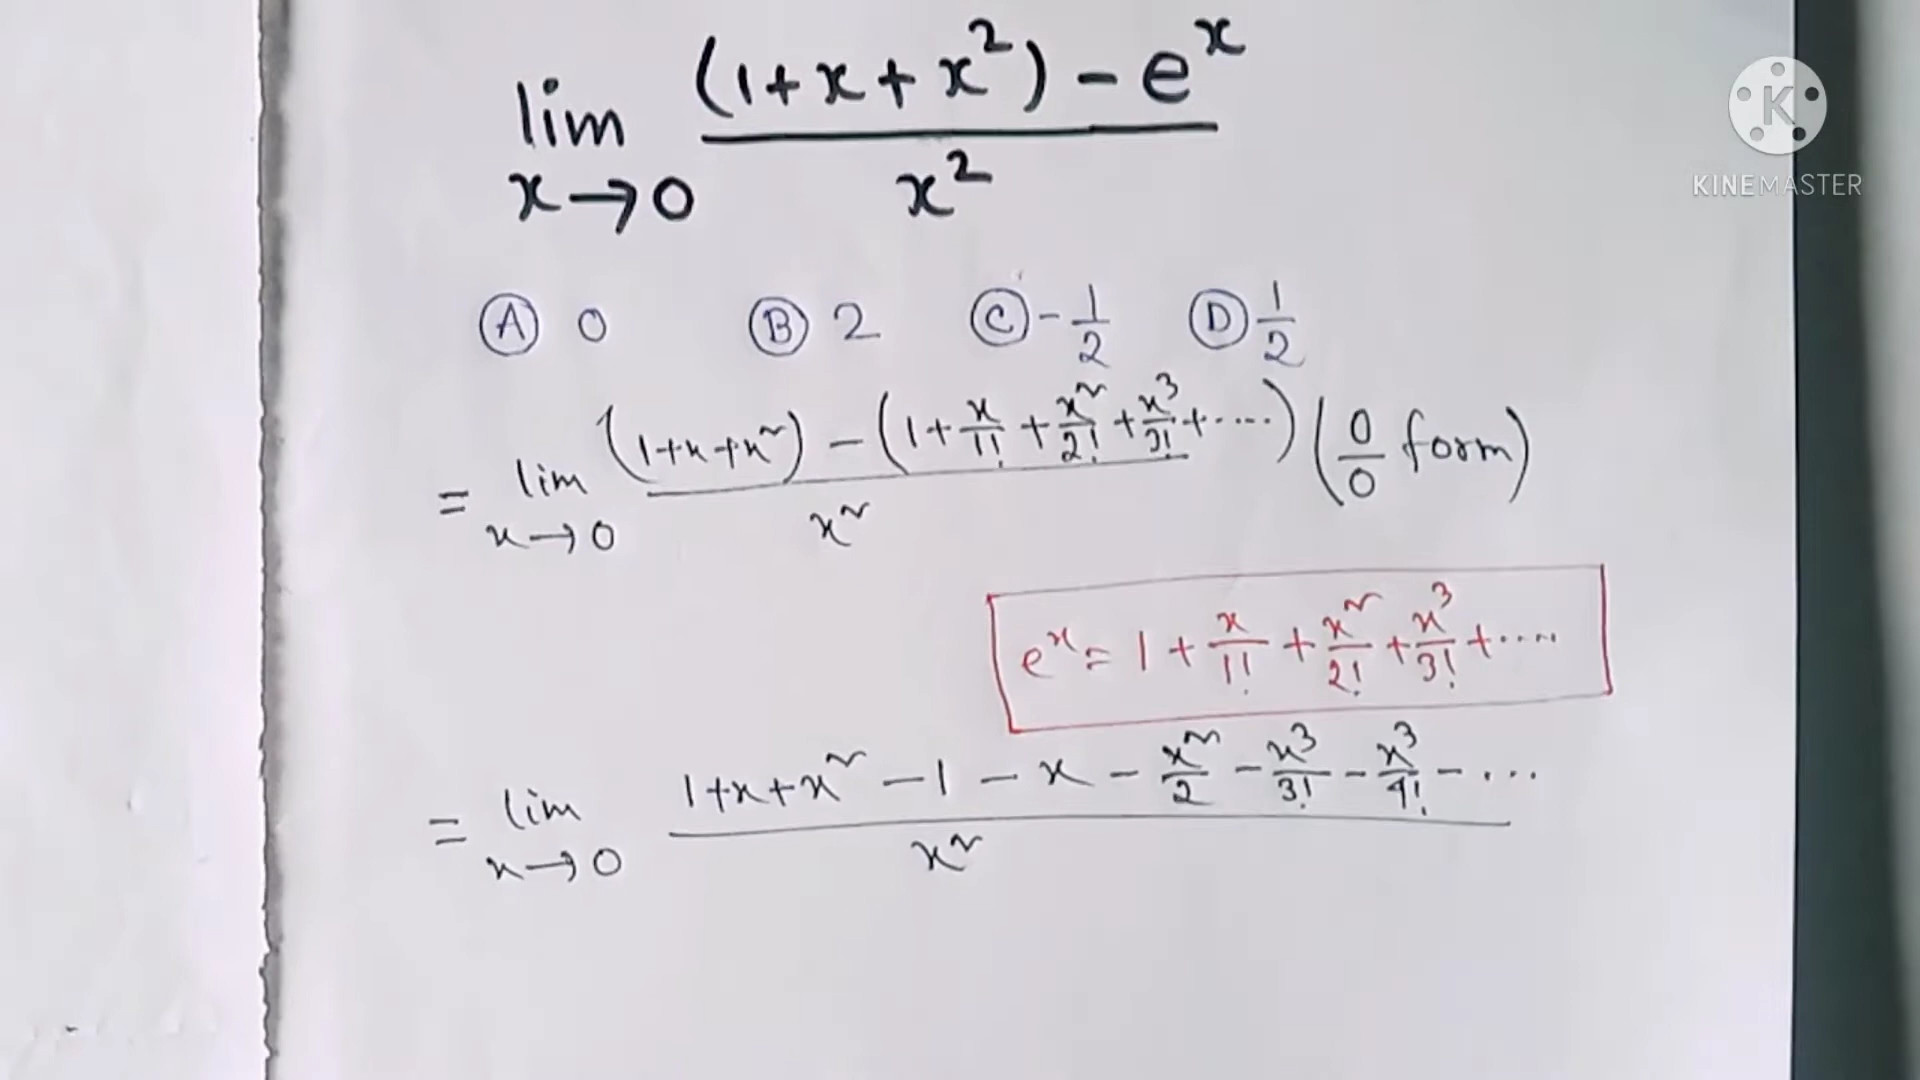 lim x→0 ((1+x+x²) - eˣ)/x²
K
KINEMASTER
Ⓐ 0 Ⓑ 2 Ⓒ -1/2 Ⓓ 1/2
= lim x→0 ((1+x+x²) - (1+x/1!+x²/2!+x³/3!+....))/x² (0/0 form)
eˣ = 1 + x/1! + x²/2! + x³/3! + ....
= lim x→0 (1+x+x² -1 - x - x²/2 - x³/3! - x³/4! - ...)/x²